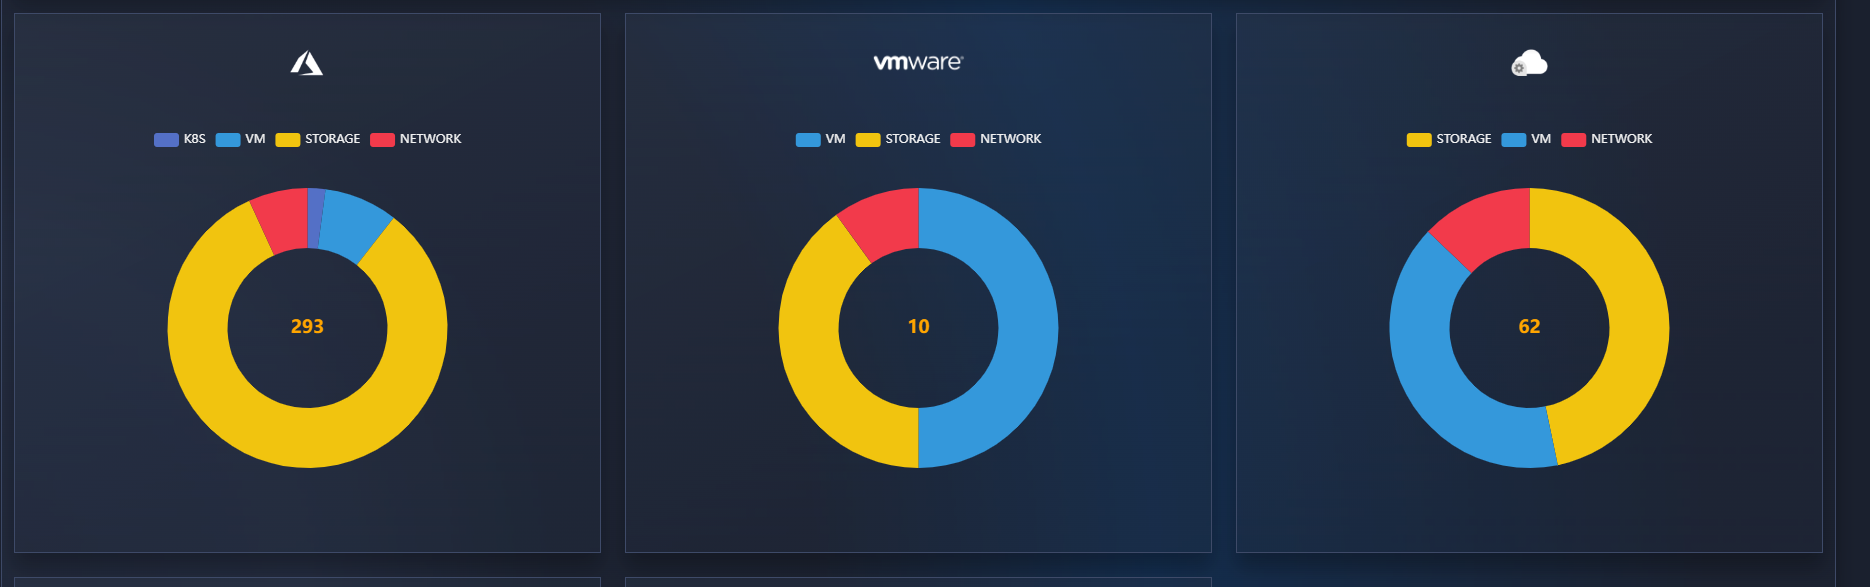 vmware
K8S VM STORAGE NETWORK
VM STORAGE NETWORK
STORAGE VM NETWORK
293
10
62